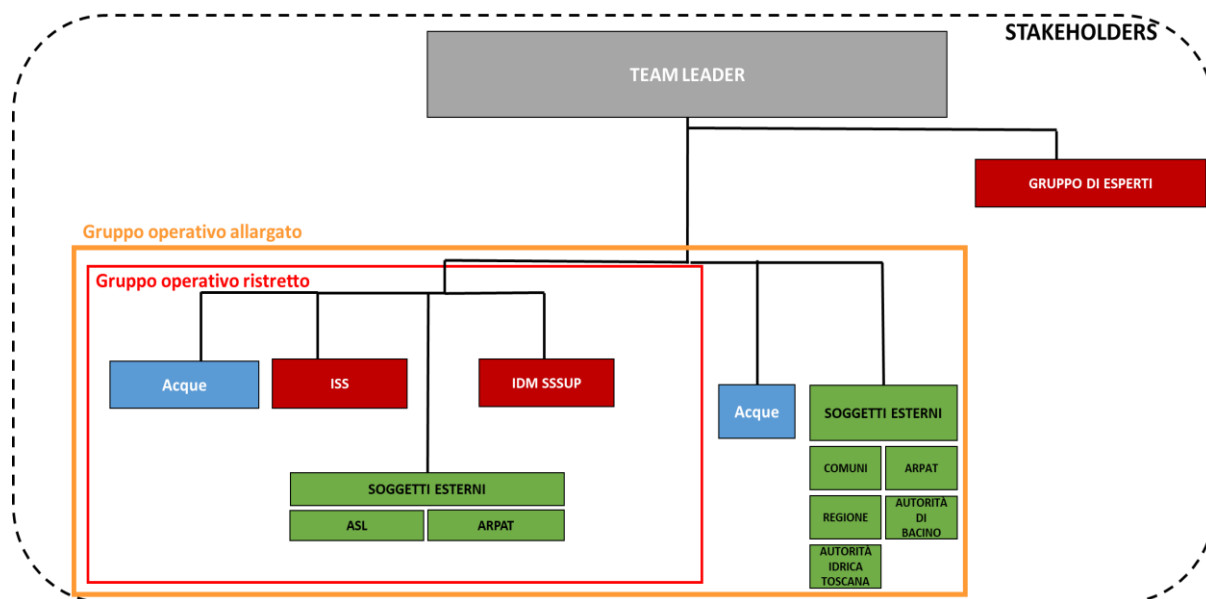 STAKEHOLDERS
TEAM LEADER
GRUPPO DI ESPERTI
Gruppo operativo allargato
Gruppo operativo ristretto
Acque
ISS
IDM SSSUP
Acque
SOGGETTI ESTERNI
COMUNI
ARPAT
REGIONE
AUTORITÀ
DI
BACINO
AUTORITÀ
IDRICA
TOSCANA
SOGGETTI ESTERNI
ASL
ARPAT